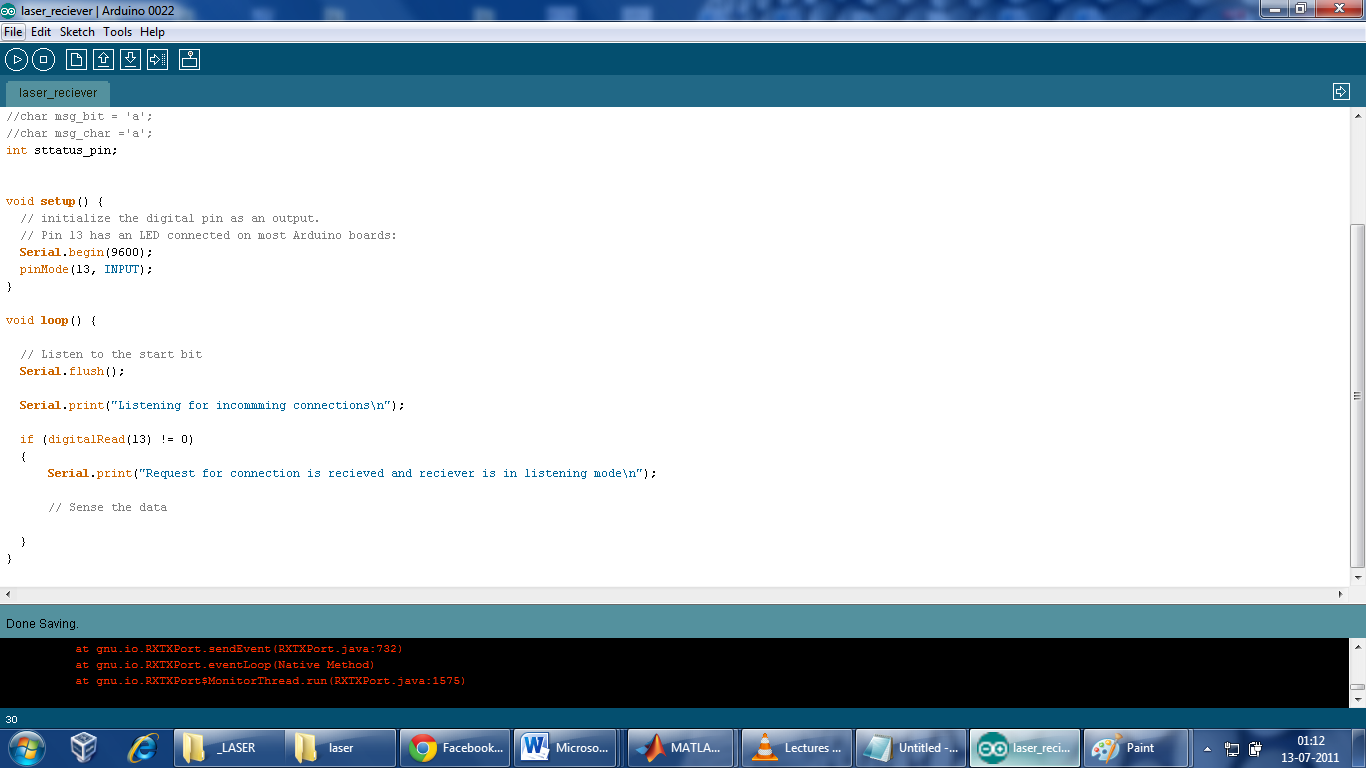 laser_reciever | Arduino 0022
File Edit Sketch Tools Help
laser_reciever
//char msg_bit = 'a';
//char msg_char ='a';
int sttatus_pin;
void setup() {
// initialize the digital pin as an output.
// Pin 13 has an LED connected on most Arduino boards:
Serial.begin(9600);
pinMode(13, INPUT);
}
void loop() {
// Listen to the start bit
Serial.flush();
Serial.print("Listening for incomming connections\n");
if (digitalRead(13) != 0)
{
Serial.print("Request for connection is recieved and reciever is in listening mode\n");
// Sense the data
}
}
Done Saving.
at gnu.io.RXTXPort.sendEvent(RXTXPort.java:732)
at gnu.io.RXTXPort.eventLoop(Native Method)
at gnu.io.RXTXPort$MonitorThread.run(RXTXPort.java:1575)
30
_LASER laser Facebook... Microso... MATLA... Lectures ... Untitled -... laser_reci... Paint 01:12
13-07-2011